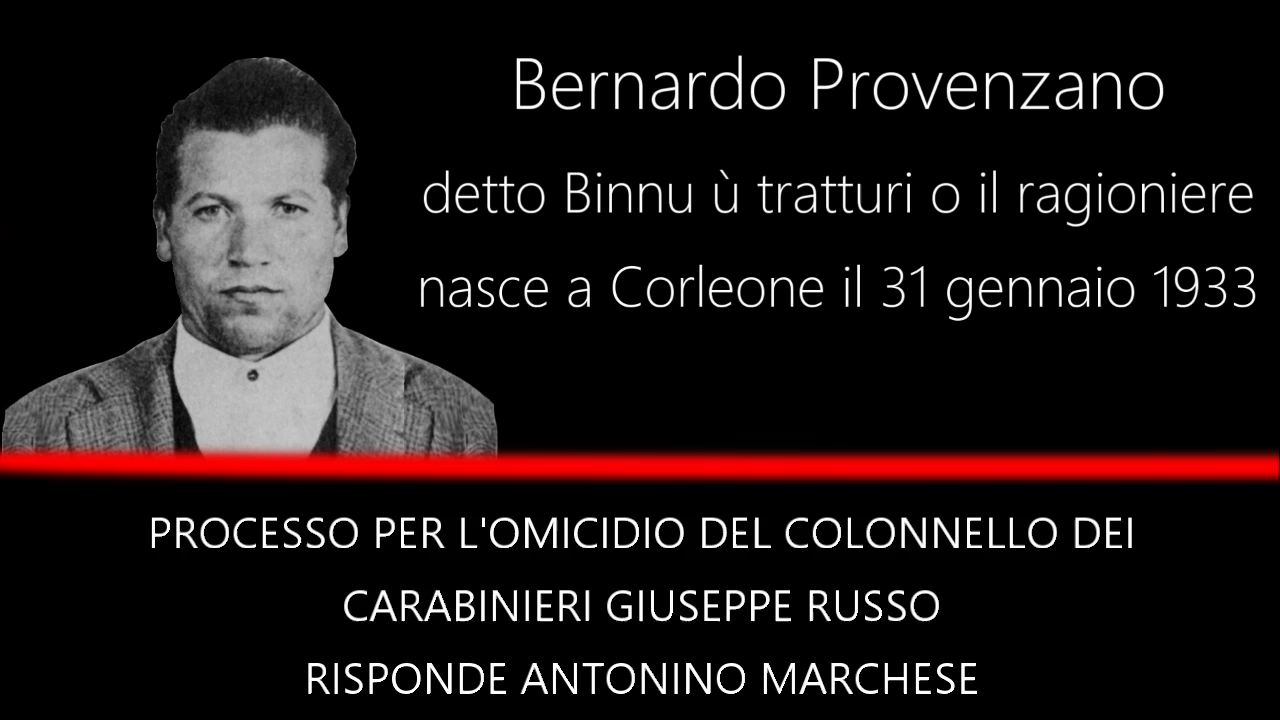 Bernardo Provenzano
detto Binnu ù tratturi o il ragioniere
nasce a Corleone il 31 gennaio 1933
PROCESSO PER L'OMICIDIO DEL COLONNELLO DEI
CARABINIERI GIUSEPPE RUSSO
RISPONDE ANTONINO MARCHESE